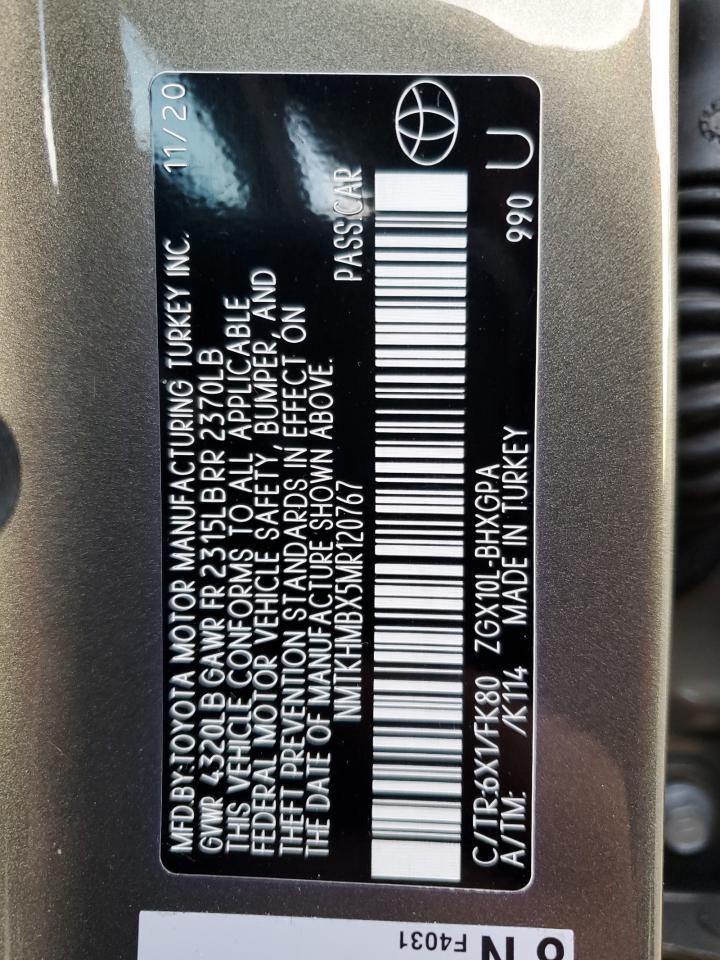 MFD.BY:TOYOTA MOTOR MANUFACTURING TURKEY INC. 11/20
GVWR 4320LB GAWR FR 2315LB RR 2370LB
THIS VEHICLE CONFORMS TO ALL APPLICABLE
FEDERAL MOTOR VEHICLE SAFETY, BUMPER, AND
THEFT PREVENTION STANDARDS IN EFFECT ON
THE DATE OF MANUFACTURE SHOWN ABOVE.
NMTKHMBX5MR120767 PASS.CAR
C/TR:6X1/FK80 ZGX10L-BHXGPA 990 U
A/TM: /K114 MADE IN TURKEY
F4031